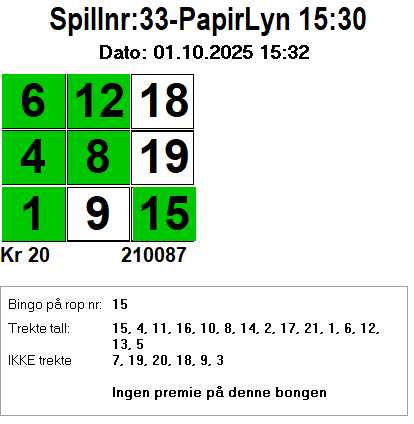 Spillnr:33-PapirLyn 15:30
Dato: 01.10.2025 15:32
6 12 18
4 8 19
1 9 15
Kr 20 210087
Bingo på rop nr: 15
Trekte tall: 15, 4, 11, 16, 10, 8, 14, 2, 17, 21, 1, 6, 12,
13, 5
IKKE trekte 7, 19, 20, 18, 9, 3
Ingen premie på denne bongen